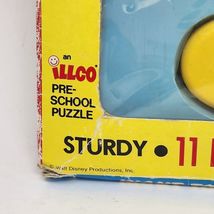 an
illco®
PRE-
SCHOOL
PUZZLE
STURDY • 11
© Walt Disney Productions, Inc.